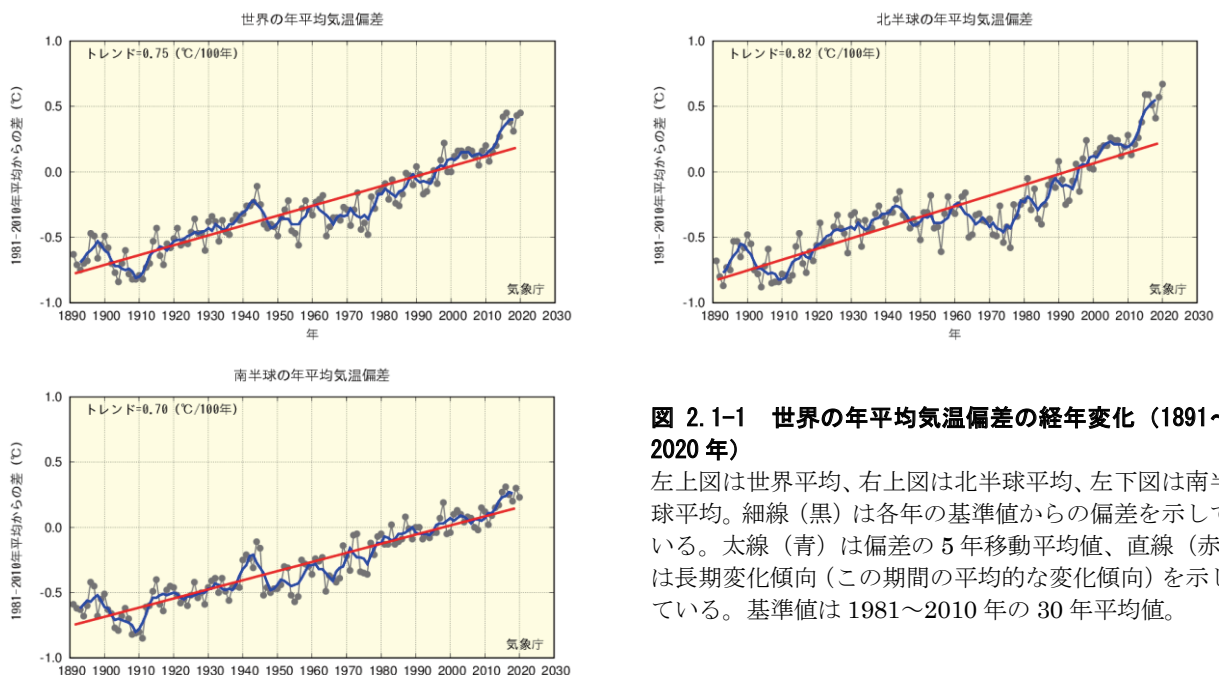 世界の年平均気温偏差
トレンド=0.75 (℃/100年)
1981-2010年平均からの差 (℃)
1.0
0.5
0.0
-0.5
-1.0
気象庁
1890 1900 1910 1920 1930 1940 1950 1960 1970 1980 1990 2000 2010 2020 2030
年
北半球の年平均気温偏差
トレンド=0.82 (℃/100年)
1981-2010年平均からの差 (℃)
1.0
0.5
0.0
-0.5
-1.0
気象庁
1890 1900 1910 1920 1930 1940 1950 1960 1970 1980 1990 2000 2010 2020 2030
年
南半球の年平均気温偏差
トレンド=0.70 (℃/100年)
1981-2010年平均からの差 (℃)
1.0
0.5
0.0
-0.5
-1.0
気象庁
1890 1900 1910 1920 1930 1940 1950 1960 1970 1980 1990 2000 2010 2020 2030
図 2.1-1 世界の年平均気温偏差の経年変化（1891～
2020 年）
左上図は世界平均、右上図は北半球平均、左下図は南半
球平均。細線（黒）は各年の基準値からの偏差を示して
いる。太線（青）は偏差の 5 年移動平均値、直線（赤）
は長期変化傾向（この期間の平均的な変化傾向）を示し
ている。基準値は 1981～2010 年の 30 年平均値。